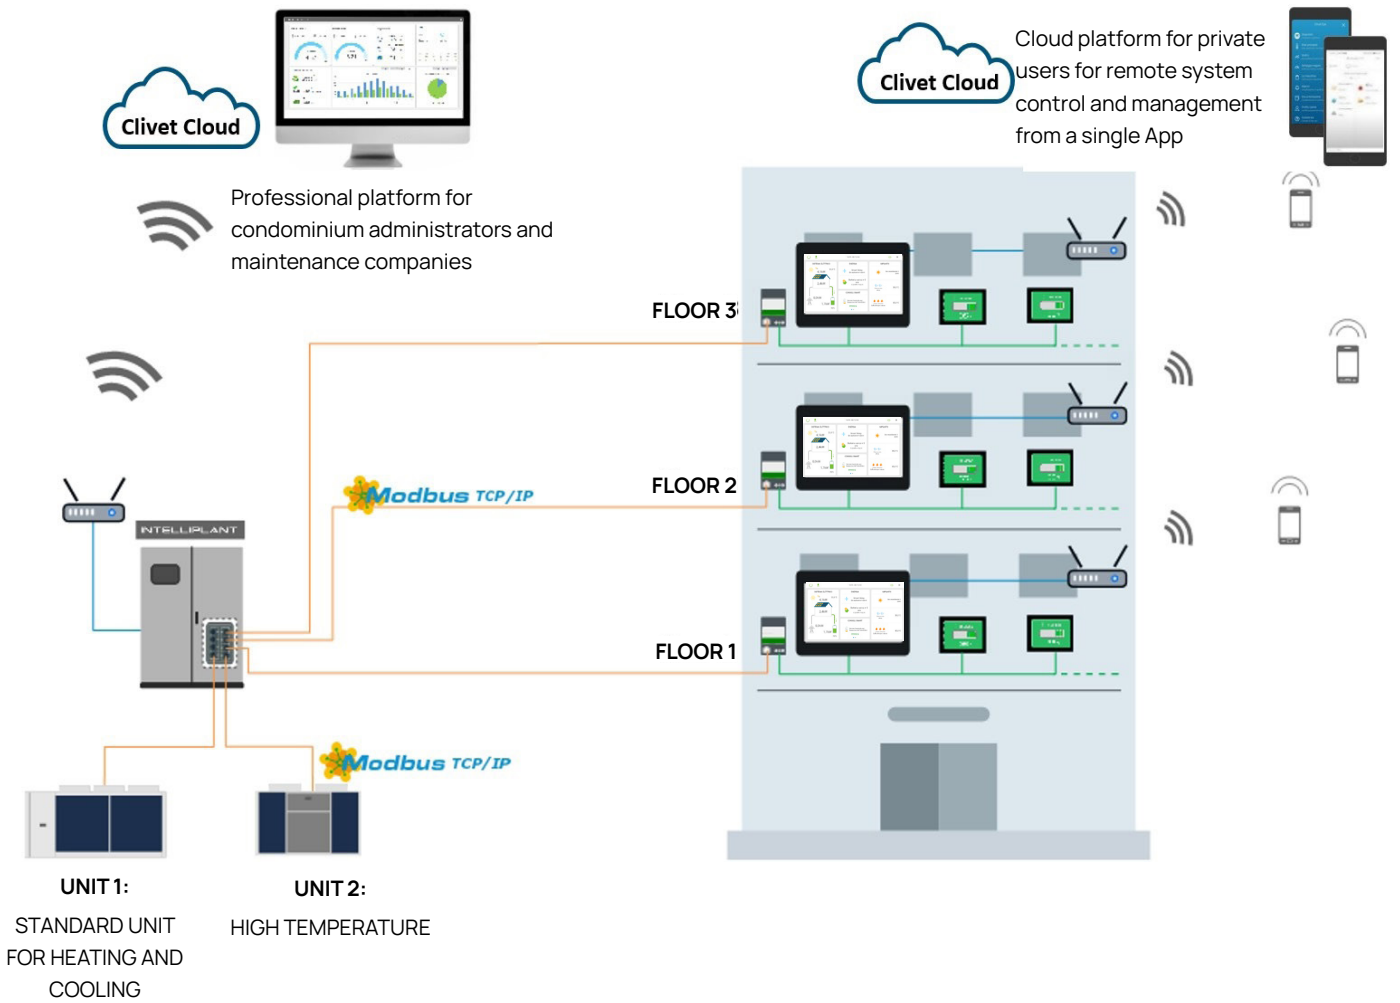 Clivet Cloud
Professional platform for
condominium administrators and
maintenance companies
Clivet Cloud
Cloud platform for private
users for remote system
control and management
from a single App
FLOOR 3
FLOOR 2
FLOOR 1
Modbus TCP/IP
INTELLIPLANT
Modbus TCP/IP
UNIT 1:
STANDARD UNIT
FOR HEATING AND
COOLING
UNIT 2:
HIGH TEMPERATURE